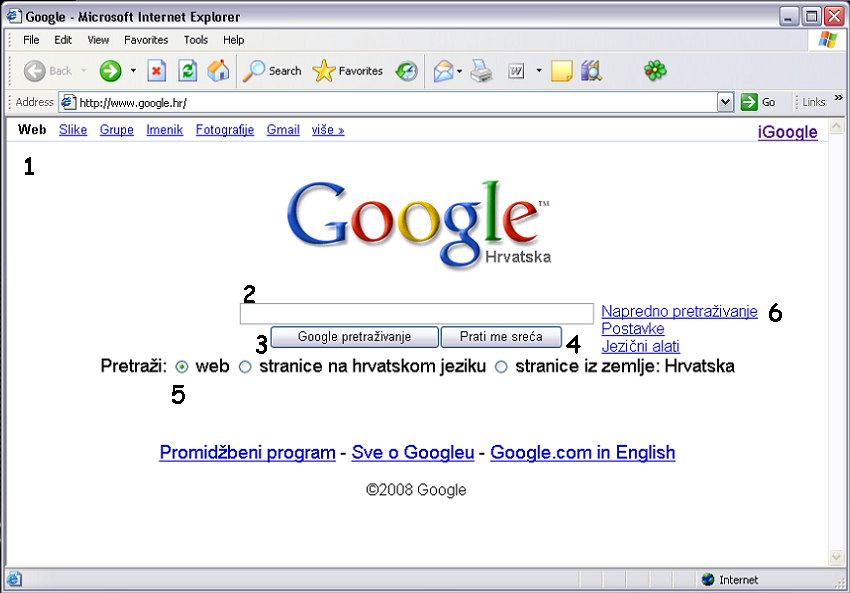 Google - Microsoft Internet Explorer
File Edit View Favorites Tools Help
Back Search Favorites W
Address http://www.google.hr/ Go Links »
Web Slike Grupe Imenik Fotografije Gmail više » iGoogle
1
Google™
Hrvatska
2
Napredno pretraživanje 6
3 Google pretraživanje Prati me sreća 4 Postavke
Jezični alati
Pretraži: web stranice na hrvatskom jeziku stranice iz zemlje: Hrvatska
5
Promidžbeni program - Sve o Googleu - Google.com in English
©2008 Google
Internet